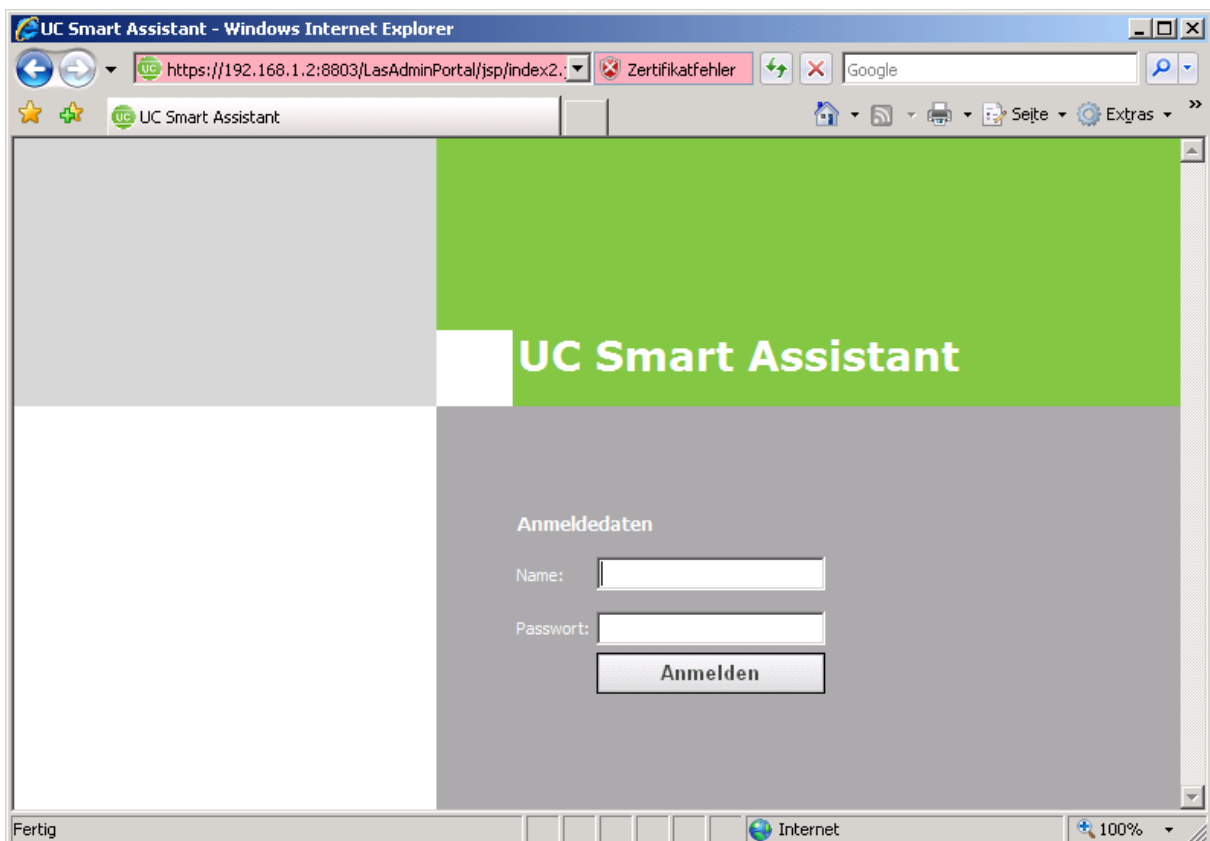 UC Smart Assistant - Windows Internet Explorer
https://192.168.1.2:8803/LasAdminPortal/jsp/index2. Zertifikatfehler Google
UC Smart Assistant Seite Extras »
UC Smart Assistant
Anmeldedaten
Name:
Passwort:
Anmelden
Fertig Internet 100%